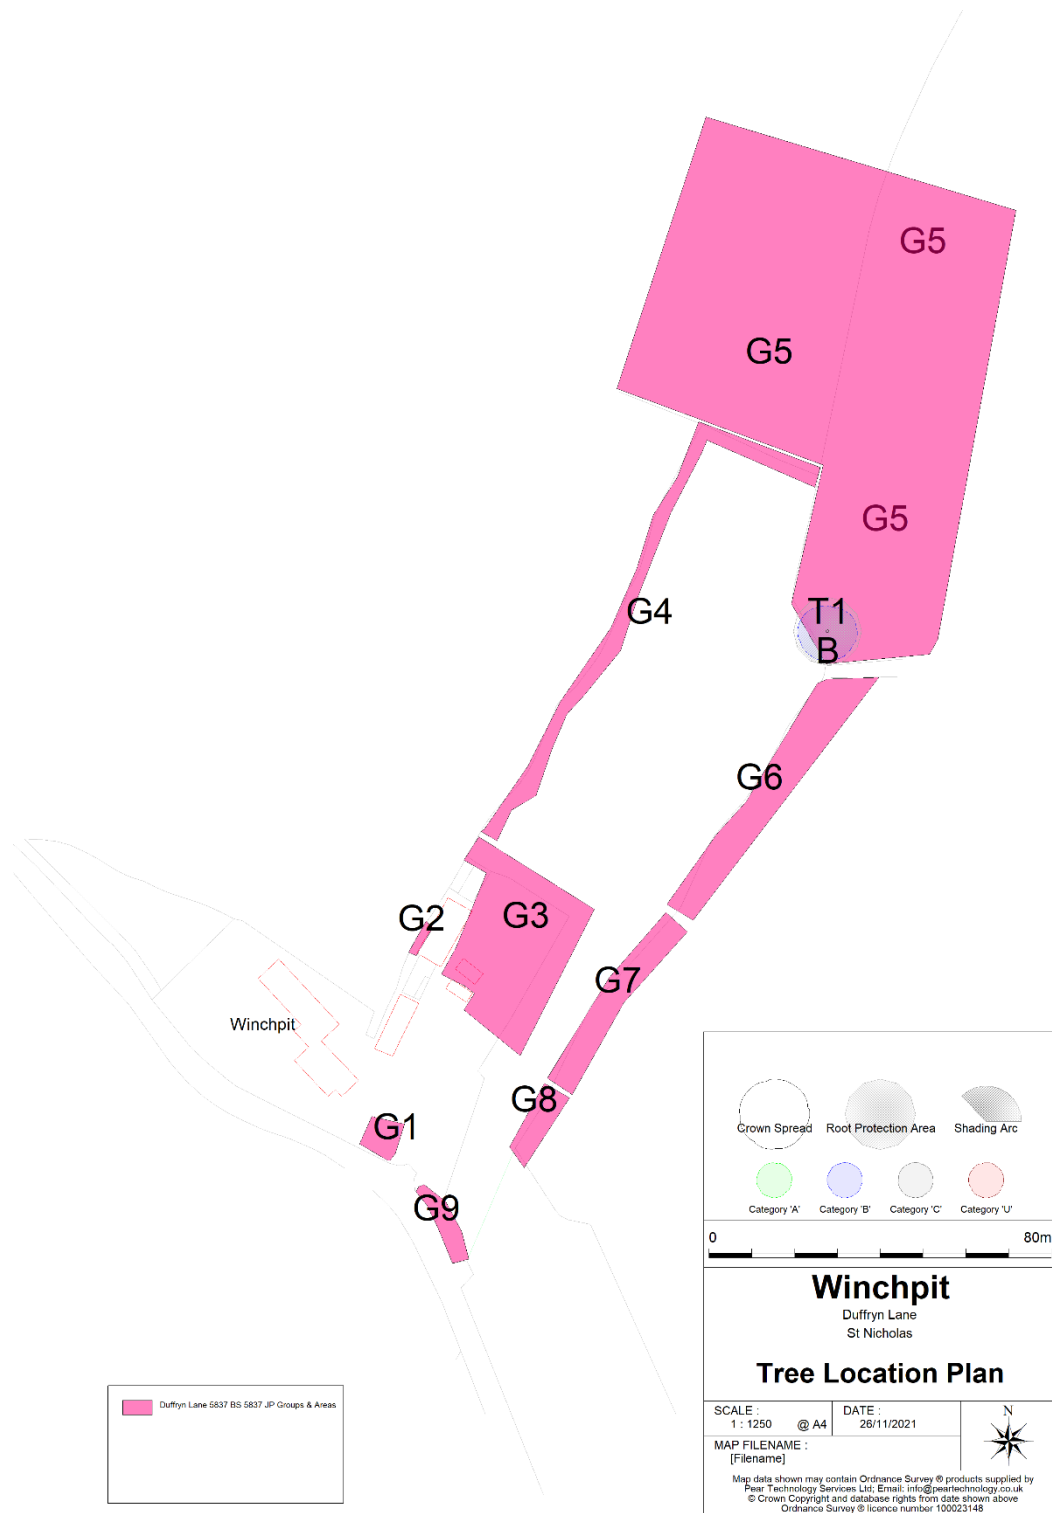 G5
G5
G5
T1
B
G4
G6
G2
G3
G7
Winchpit
G8
G1
G9
Crown Spread
Root Protection Area
Shading Arc
Category 'A'
Category 'B'
Category 'C'
Category 'U'
0
80m
Winchpit
Duffryn Lane
St Nicholas
Tree Location Plan
SCALE :
1 : 1250 @ A4
DATE :
26/11/2021
N
MAP FILENAME :
[Filename]
Map data shown may contain Ordnance Survey ® products supplied by
Pear Technology Services Ltd; Email: info@peartechnology.co.uk
© Crown Copyright and database rights from date shown above
Ordnance Survey ® licence number 100023148
Duffryn Lane 5837 BS 5837 JP Groups & Areas